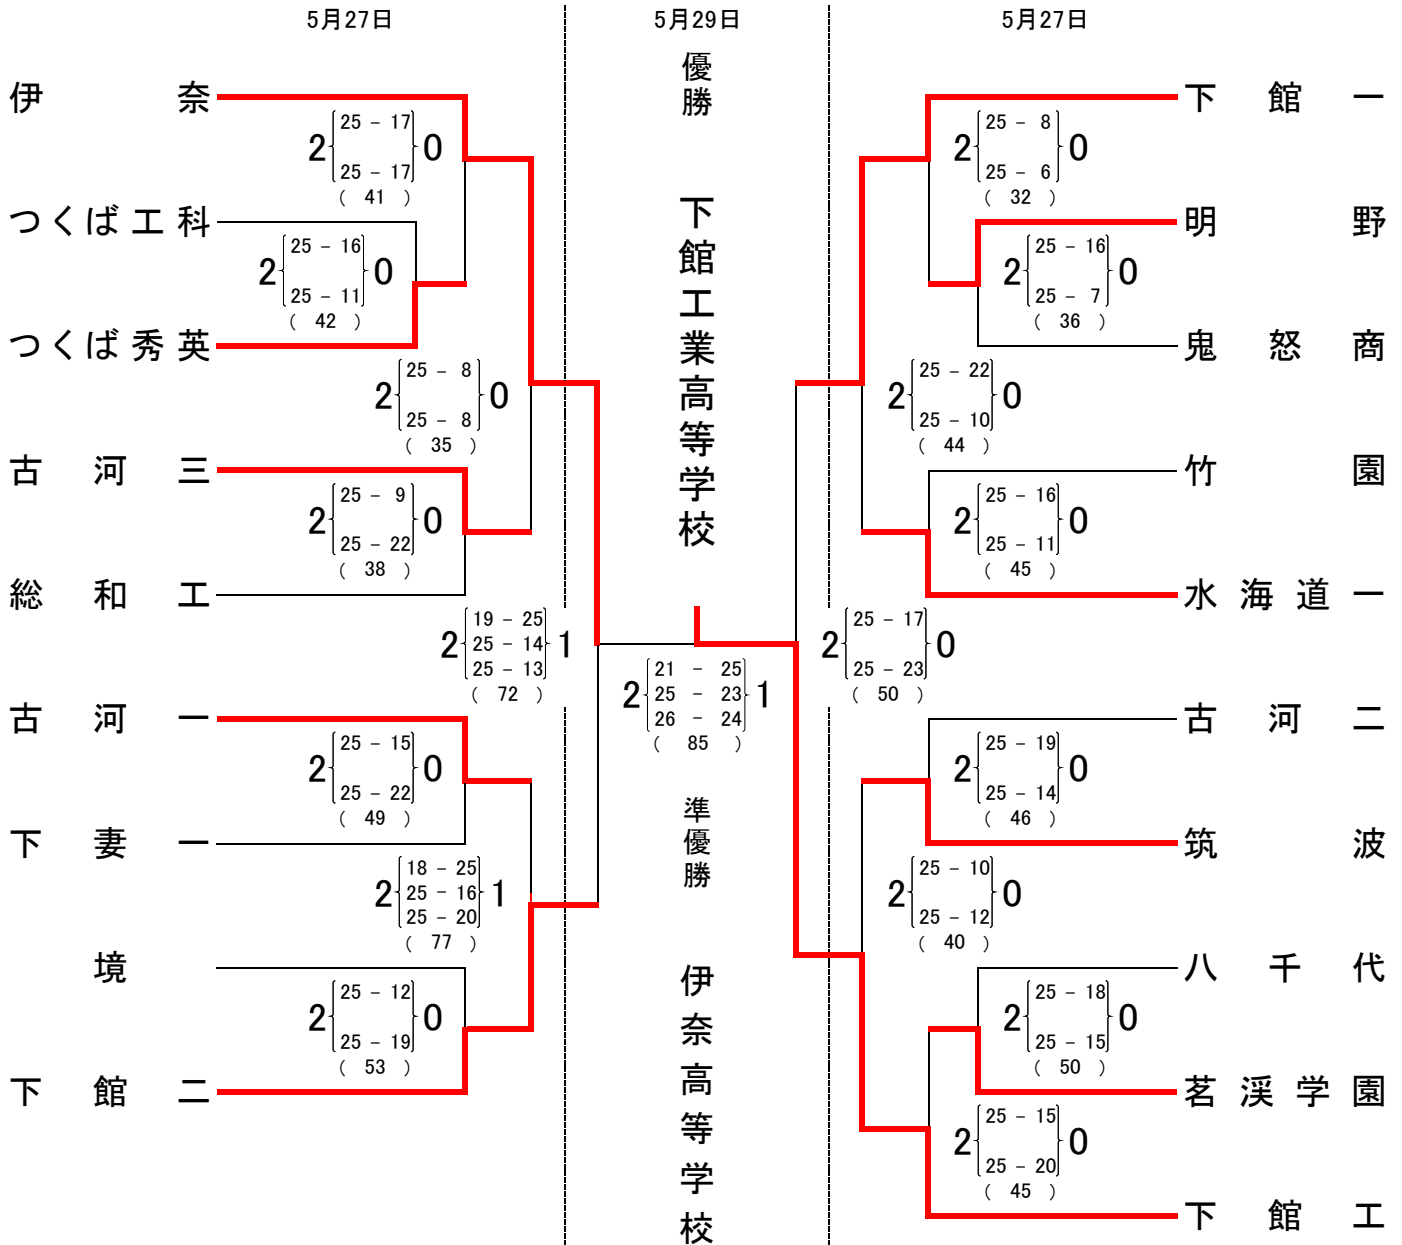 5月27日
5月29日
5月27日
伊奈
つくば工科
つくば秀英
古河三
総和工
古河一
下妻一
境
下館二
2 25 - 17 0
25 - 17
( 41 )
2 25 - 16 0
25 - 11
( 42 )
2 25 - 8 0
25 - 8
( 35 )
2 25 - 9 0
25 - 22
( 38 )
19 - 25
2 25 - 14 1
25 - 13
( 72 )
2 25 - 15 0
25 - 22
( 49 )
18 - 25
2 25 - 16 1
25 - 20
( 77 )
2 25 - 12 0
25 - 19
( 53 )
優勝
下館工業高等学校
21 - 25
2 25 - 23 1
26 - 24
( 85 )
準優勝
伊奈高等学校
2 25 - 8 0
25 - 6
( 32 )
2 25 - 16 0
25 - 7
( 36 )
2 25 - 22 0
25 - 10
( 44 )
2 25 - 16 0
25 - 11
( 45 )
2 25 - 17 0
25 - 23
( 50 )
2 25 - 19 0
25 - 14
( 46 )
2 25 - 10 0
25 - 12
( 40 )
2 25 - 18 0
25 - 15
( 50 )
2 25 - 15 0
25 - 20
( 45 )
下館一
明野
鬼怒商
竹園
水海道一
古河二
筑波
八千代
茗溪学園
下館工